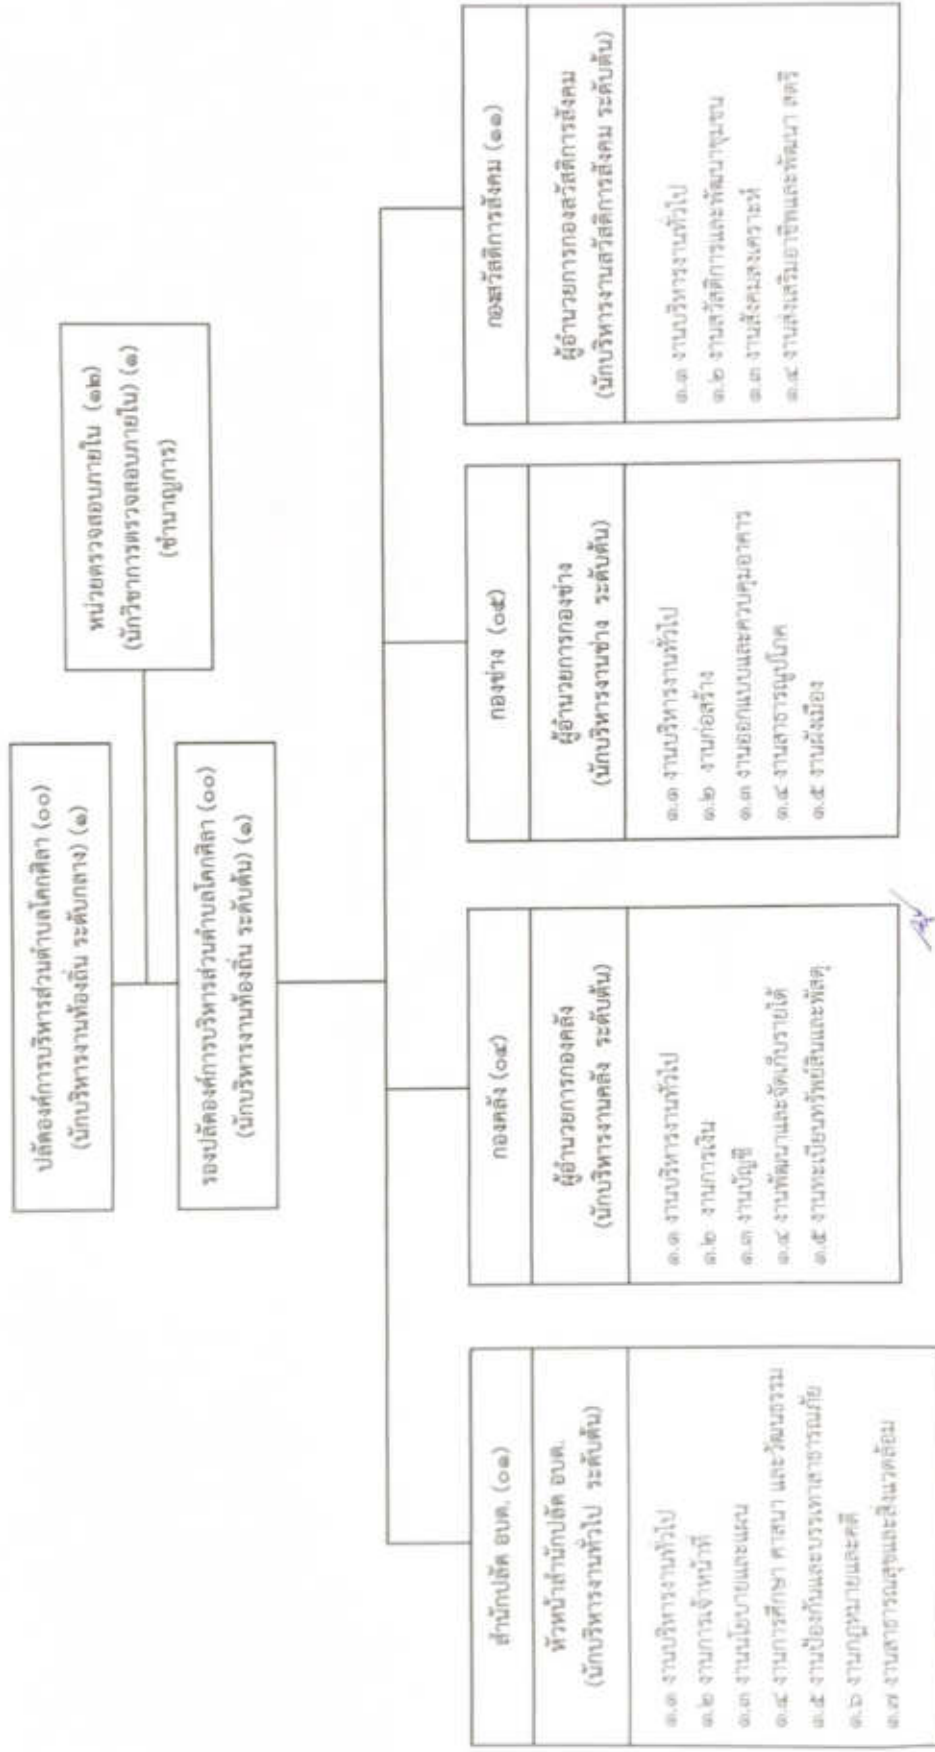 ปลัดองค์การบริหารส่วนตำบลโคกศิลา (๐๐)
(นักบริหารงานท้องถิ่น ระดับกลาง) (๑)
หน่วยตรวจสอบภายใน (๑๒)
(นักวิชาการตรวจสอบภายใน) (๑)
(ชำนาญการ)
รองปลัดองค์การบริหารส่วนตำบลโคกศิลา (๐๐)
(นักบริหารงานท้องถิ่น ระดับต้น) (๑)
สำนักปลัด อบต. (๐๑)
หัวหน้าสำนักปลัด อบต.
(นักบริหารงานทั่วไป ระดับต้น)
๑.๑ งานบริหารงานทั่วไป
๑.๒ งานการเจ้าหน้าที่
๑.๓ งานนโยบายและแผน
๑.๔ งานการศึกษา ศาสนา และวัฒนธรรม
๑.๕ งานป้องกันและบรรเทาสาธารณภัย
๑.๖ งานกฎหมายและคดี
๑.๗ งานสาธารณสุขและสิ่งแวดล้อม
กองคลัง (๐๔)
ผู้อำนวยการกองคลัง
(นักบริหารงานคลัง ระดับต้น)
๑.๑ งานบริหารงานทั่วไป
๑.๒ งานการเงิน
๑.๓ งานบัญชี
๑.๔ งานพัฒนาและจัดเก็บรายได้
๑.๕ งานทะเบียนทรัพย์สินและพัสดุ
กองช่าง (๐๕)
ผู้อำนวยการกองช่าง
(นักบริหารงานช่าง ระดับต้น)
๑.๑ งานบริหารงานทั่วไป
๑.๒ งานก่อสร้าง
๑.๓ งานออกแบบและควบคุมอาคาร
๑.๔ งานสาธารณูปโภค
๑.๕ งานผังเมือง
กองสวัสดิการสังคม (๑๑)
ผู้อำนวยการกองสวัสดิการสังคม
(นักบริหารงานสวัสดิการสังคม ระดับต้น)
๑.๑ งานบริหารงานทั่วไป
๑.๒ งานสวัสดิการและพัฒนาชุมชน
๑.๓ งานสังคมสงเคราะห์
๑.๔ งานส่งเสริมอาชีพและพัฒนา สตรี